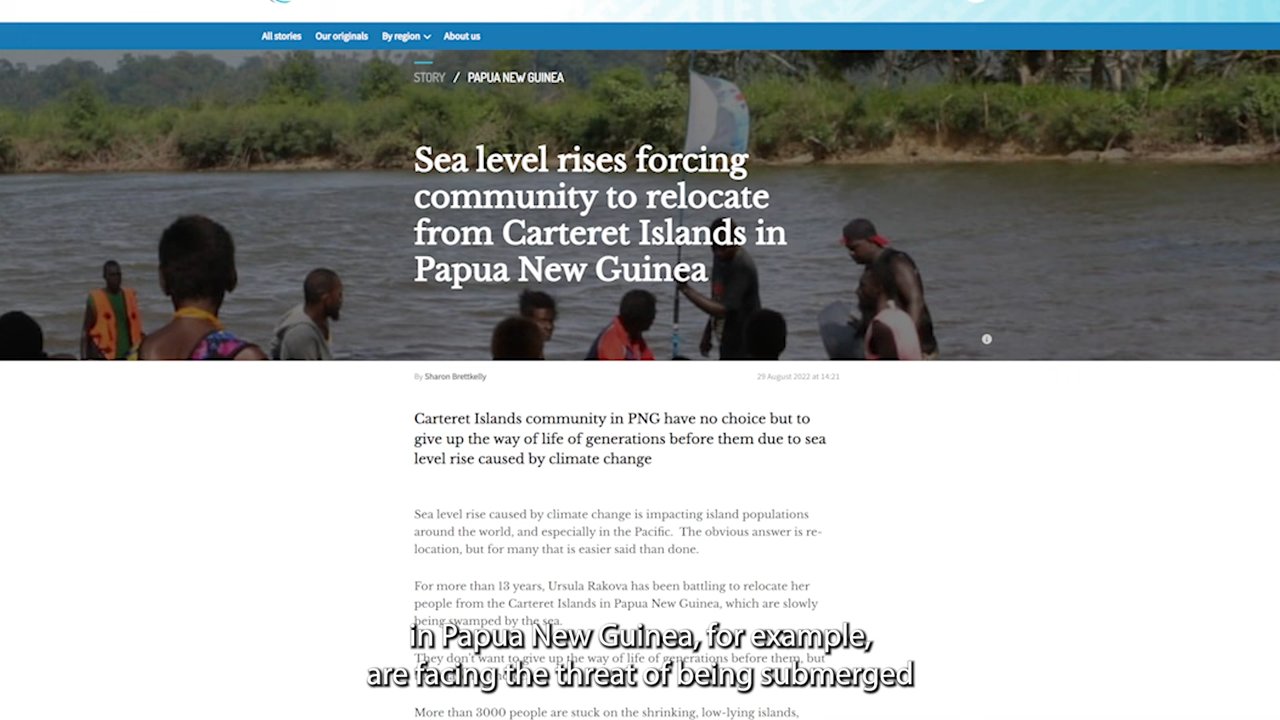 All stories Our originals By region About us
STORY / PAPUA NEW GUINEA
Sea level rises forcing
community to relocate
from Carteret Islands in
Papua New Guinea
By Sharon Brettkelly 29 August 2022 at 14:21
Carteret Islands community in PNG have no choice but to
give up the way of life of generations before them due to sea
level rise caused by climate change
Sea level rise caused by climate change is impacting island populations
around the world, and especially in the Pacific. The obvious answer is re-
location, but for many that is easier said than done.
For more than 13 years, Ursula Rakova has been battling to relocate her
people from the Carteret Islands in Papua New Guinea, which are slowly
being swamped by the sea.
in Papua New Guinea, for example,
They don't want to give up the way of life of generations before them, but
are facing the threat of being submerged
More than 3000 people are stuck on the shrinking, low-lying islands,